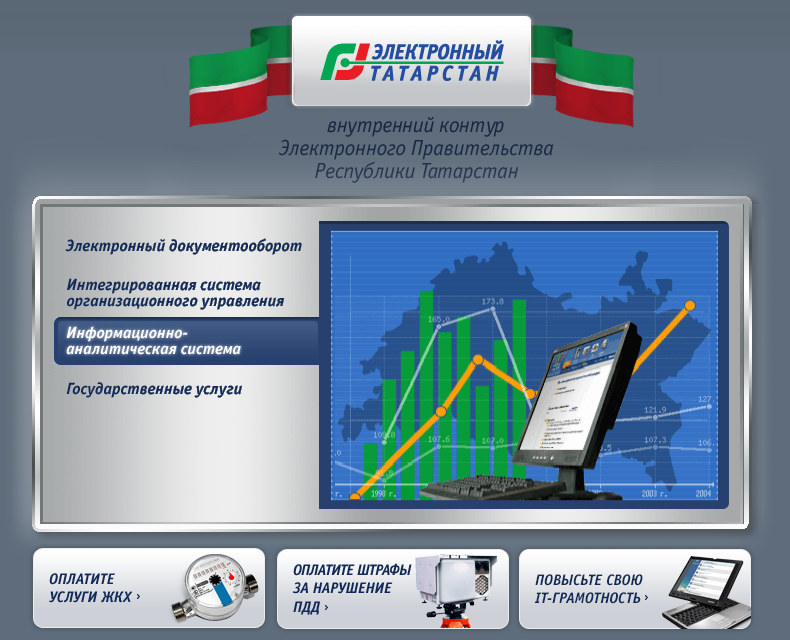 ЭЛЕКТРОННЫЙ
ТАТАРСТАН
внутренний контур
Электронного Правительства
Республики Татарстан
Электронный документооборот
Интегрированная система
организационного управления
Информационно-
аналитическая система
Государственные услуги
173.8
165.0
127
121.9
107.6
107.0
107.3
106.
1998 г.
2003 г.
2004
ОПЛАТИТЕ
УСЛУГИ ЖКХ ›
ОПЛАТИТЕ ШТРАФЫ
ЗА НАРУШЕНИЕ
ПДД ›
ПОВЫСЬТЕ СВОЮ
IT-ГРАМОТНОСТЬ ›